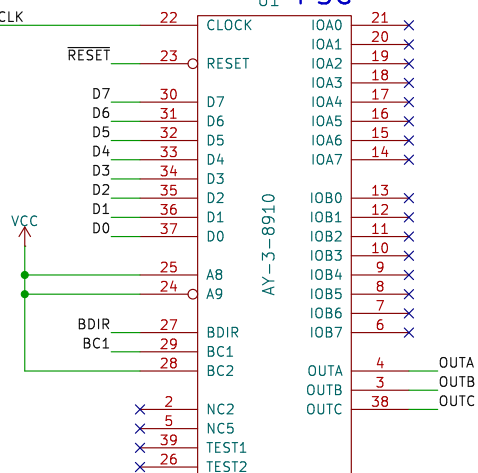 U1 PSG
CLK 22 CLOCK IOA0 21
IOA1 20
RESET 23 RESET IOA2 19
IOA3 18
D7 30 D7 IOA4 17
D6 31 D6 IOA5 16
D5 32 D5 IOA6 15
D4 33 D4 IOA7 14
D3 34 D3
D2 35 D2 IOB0 13
D1 36 D1 IOB1 12
D0 37 D0 IOB2 11
VCC
AY-3-8910
IOB3 10
25 A8 IOB4 9
24 A9 IOB5 8
IOB6 7
BDIR 27 BDIR IOB7 6
BC1 29 BC1
28 BC2 OUTA 4 OUTA
OUTB 3 OUTB
2 NC2 OUTC 38 OUTC
5 NC5
39 TEST1
26 TEST2